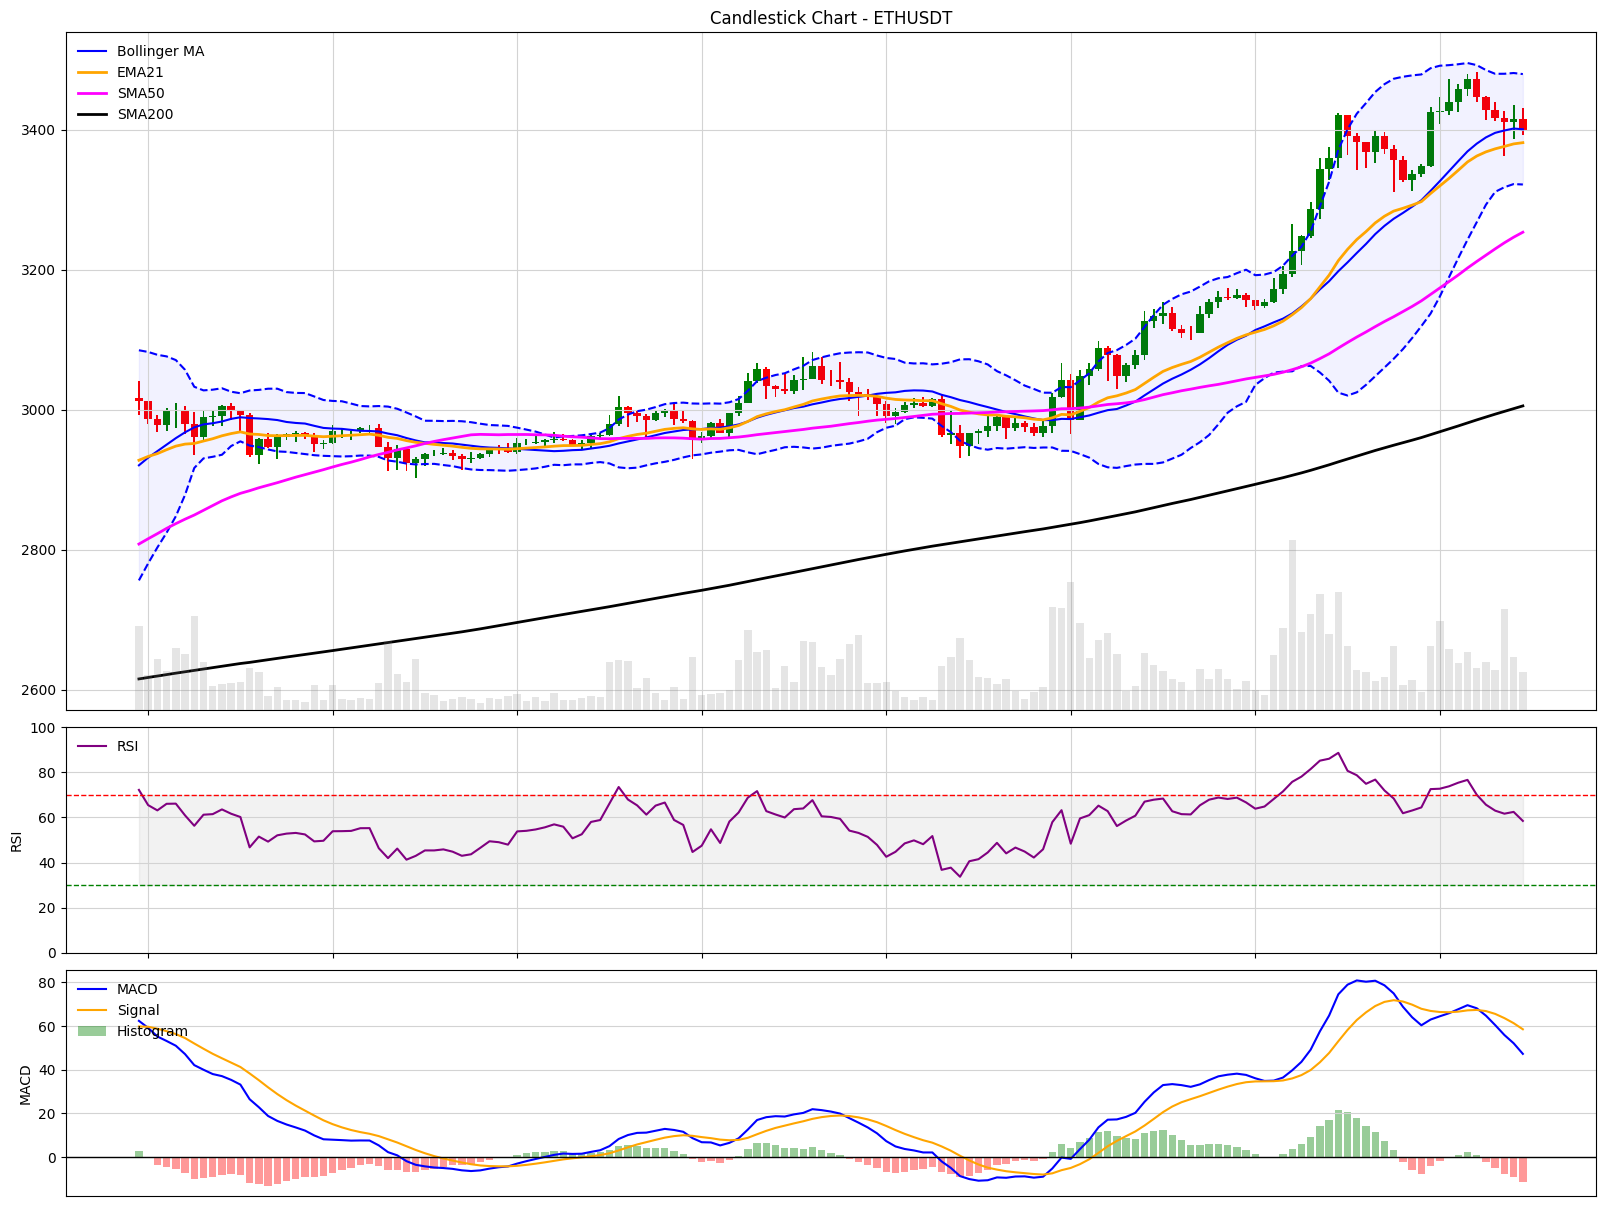 Candlestick Chart - ETHUSDT
Bollinger MA
EMA21
SMA50
SMA200
3400
3200
3000
2800
2600
RSI
100
80
60
40
20
0
RSI
MACD
Signal
Histogram
80
60
40
20
0
MACD